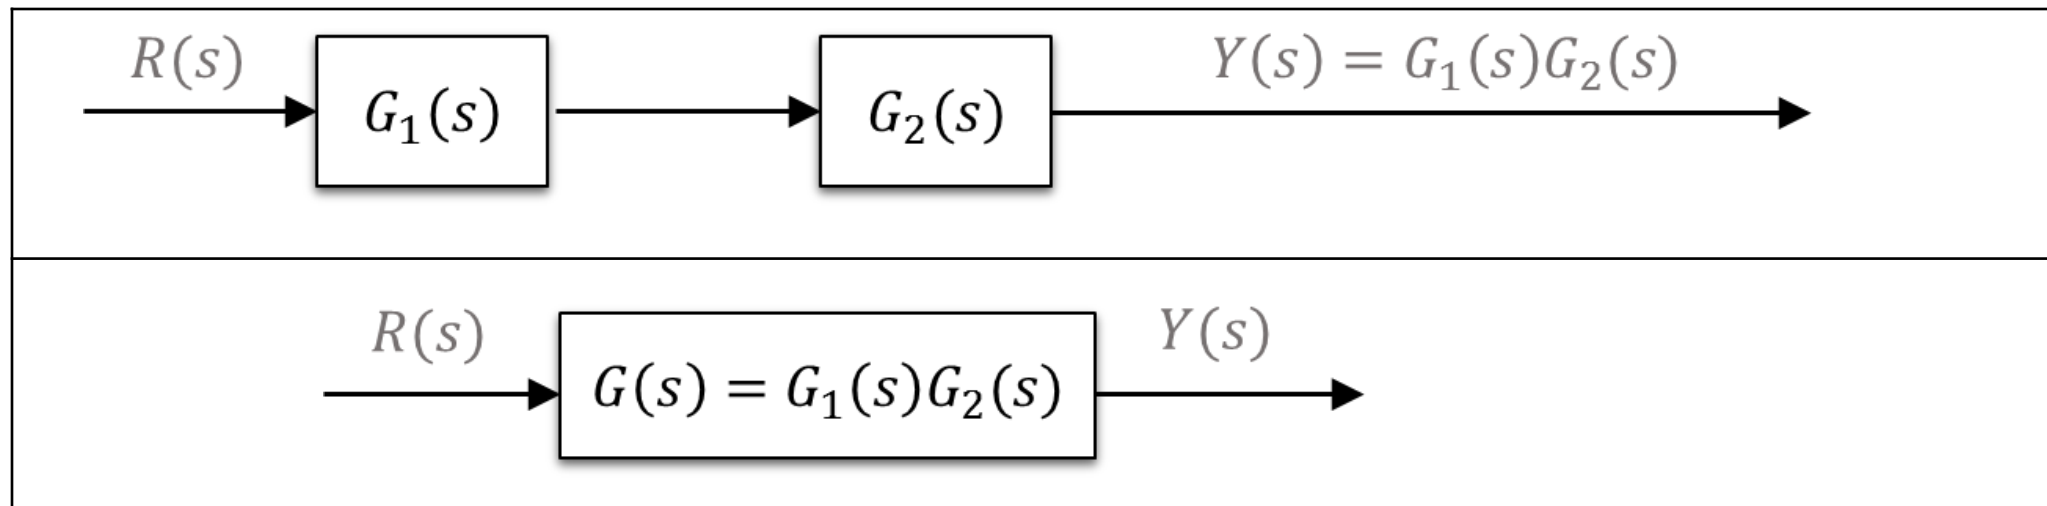 R(s)
G₁(s)
G₂(s)
Y(s) = G₁(s)G₂(s)
R(s)
G(s) = G₁(s)G₂(s)
Y(s)